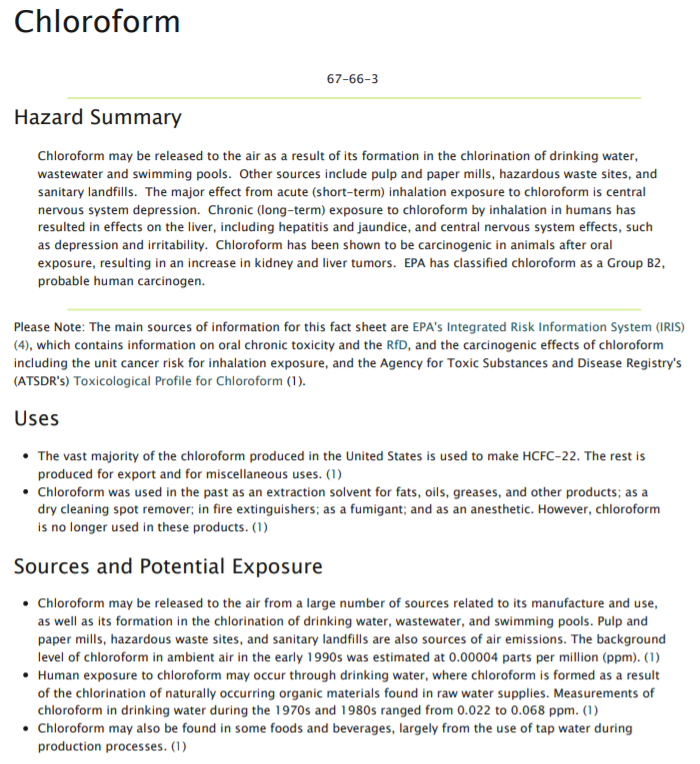 Chloroform
67-66-3
Hazard Summary
Chloroform may be released to the air as a result of its formation in the chlorination of drinking water,
wastewater and swimming pools.  Other sources include pulp and paper mills, hazardous waste sites, and
sanitary landfills.  The major effect from acute (short-term) inhalation exposure to chloroform is central
nervous system depression.  Chronic (long-term) exposure to chloroform by inhalation in humans has
resulted in effects on the liver, including hepatitis and jaundice, and central nervous system effects, such
as depression and irritability.  Chloroform has been shown to be carcinogenic in animals after oral
exposure, resulting in an increase in kidney and liver tumors.  EPA has classified chloroform as a Group B2,
probable human carcinogen.
Please Note: The main sources of information for this fact sheet are EPA's Integrated Risk Information System (IRIS)
(4), which contains information on oral chronic toxicity and the RfD, and the carcinogenic effects of chloroform
including the unit cancer risk for inhalation exposure, and the Agency for Toxic Substances and Disease Registry's
(ATSDR's) Toxicological Profile for Chloroform (1).
Uses
• The vast majority of the chloroform produced in the United States is used to make HCFC-22. The rest is
produced for export and for miscellaneous uses. (1)
• Chloroform was used in the past as an extraction solvent for fats, oils, greases, and other products; as a
dry cleaning spot remover; in fire extinguishers; as a fumigant; and as an anesthetic. However, chloroform
is no longer used in these products. (1)
Sources and Potential Exposure
• Chloroform may be released to the air from a large number of sources related to its manufacture and use,
as well as its formation in the chlorination of drinking water, wastewater, and swimming pools. Pulp and
paper mills, hazardous waste sites, and sanitary landfills are also sources of air emissions. The background
level of chloroform in ambient air in the early 1990s was estimated at 0.00004 parts per million (ppm). (1)
• Human exposure to chloroform may occur through drinking water, where chloroform is formed as a result
of the chlorination of naturally occurring organic materials found in raw water supplies. Measurements of
chloroform in drinking water during the 1970s and 1980s ranged from 0.022 to 0.068 ppm. (1)
• Chloroform may also be found in some foods and beverages, largely from the use of tap water during
production processes. (1)